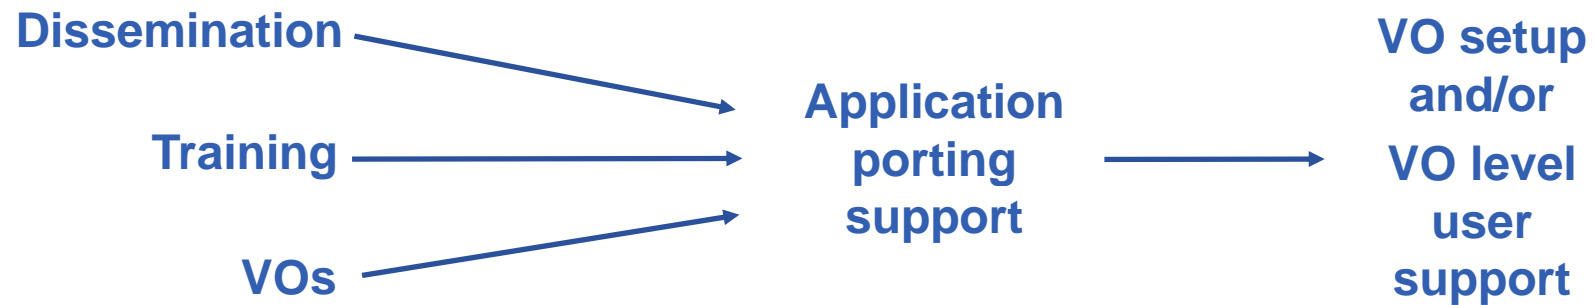 Dissemination
Training
VOs
Application
porting
support
VO setup
and/or
VO level
user
support